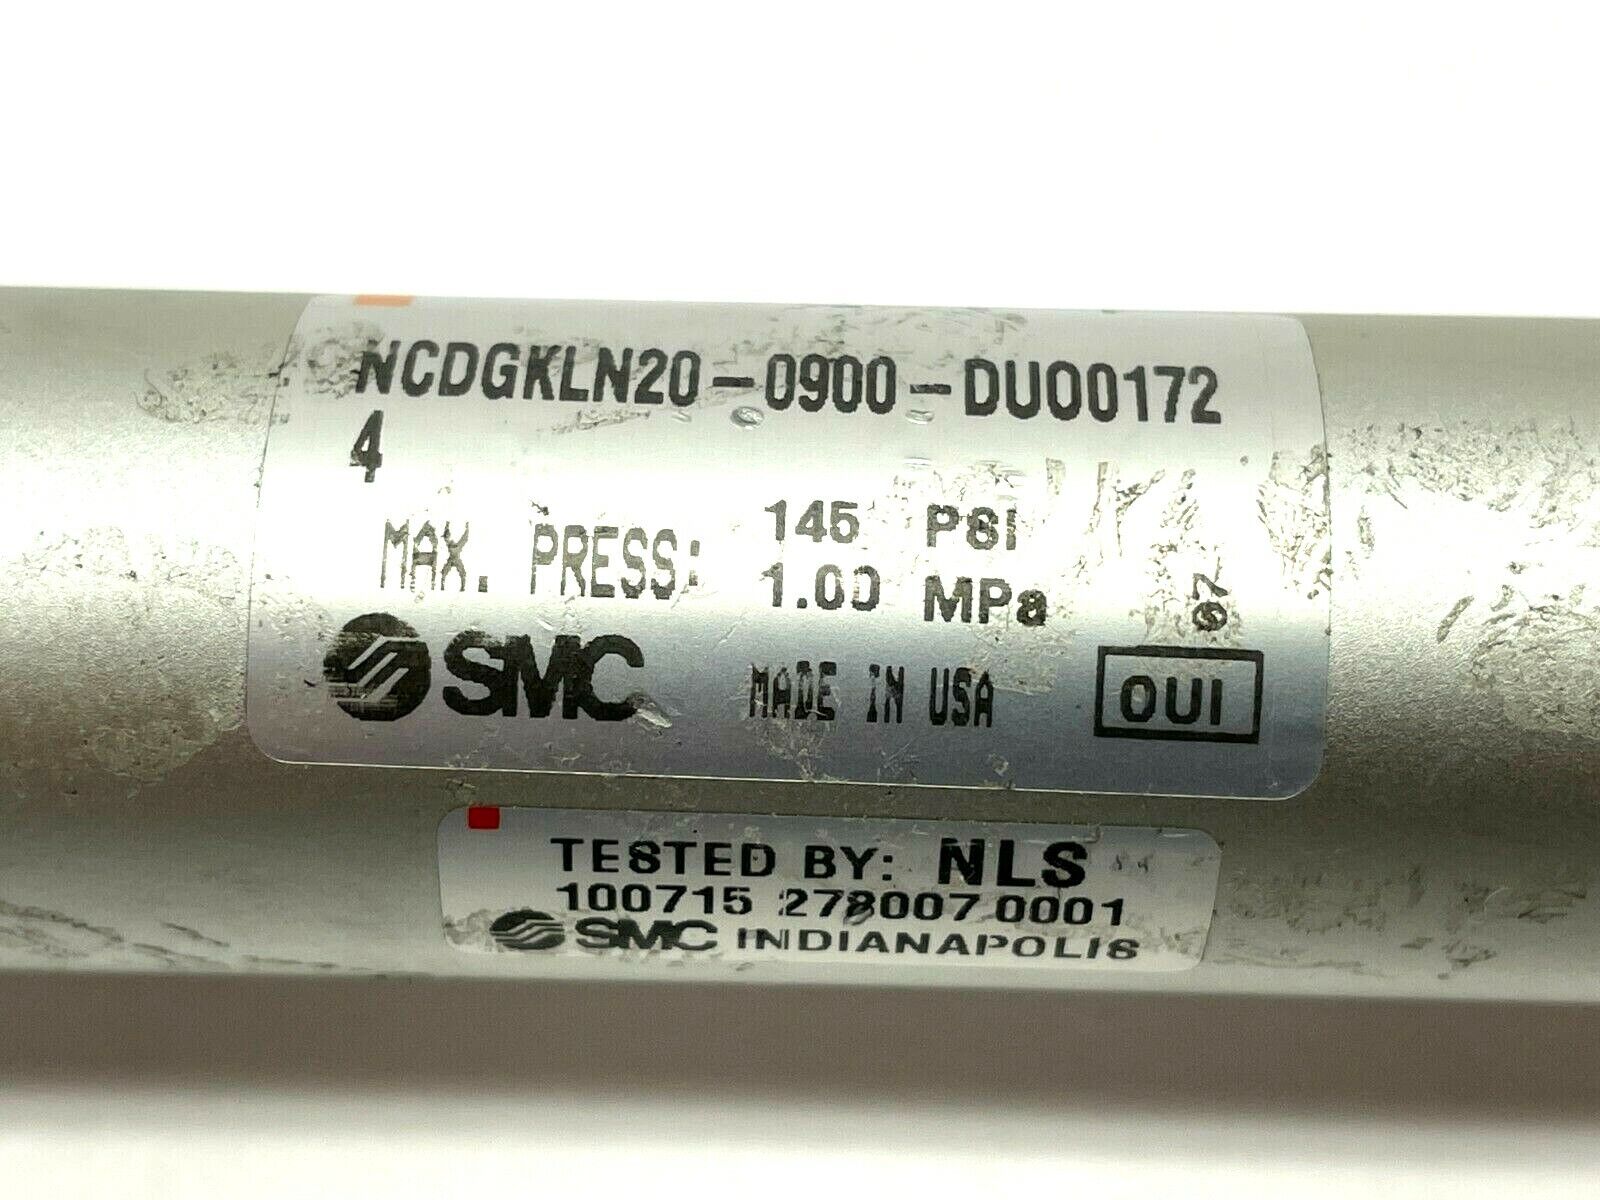 NCDGKLN20-0900-DUO0172
4
MAX. PRESS: 145 PSI
1.00 MPa
SMC MADE IN USA OUI
TESTED BY: NLS
100715 278007 0001
SMC INDIANAPOLIS